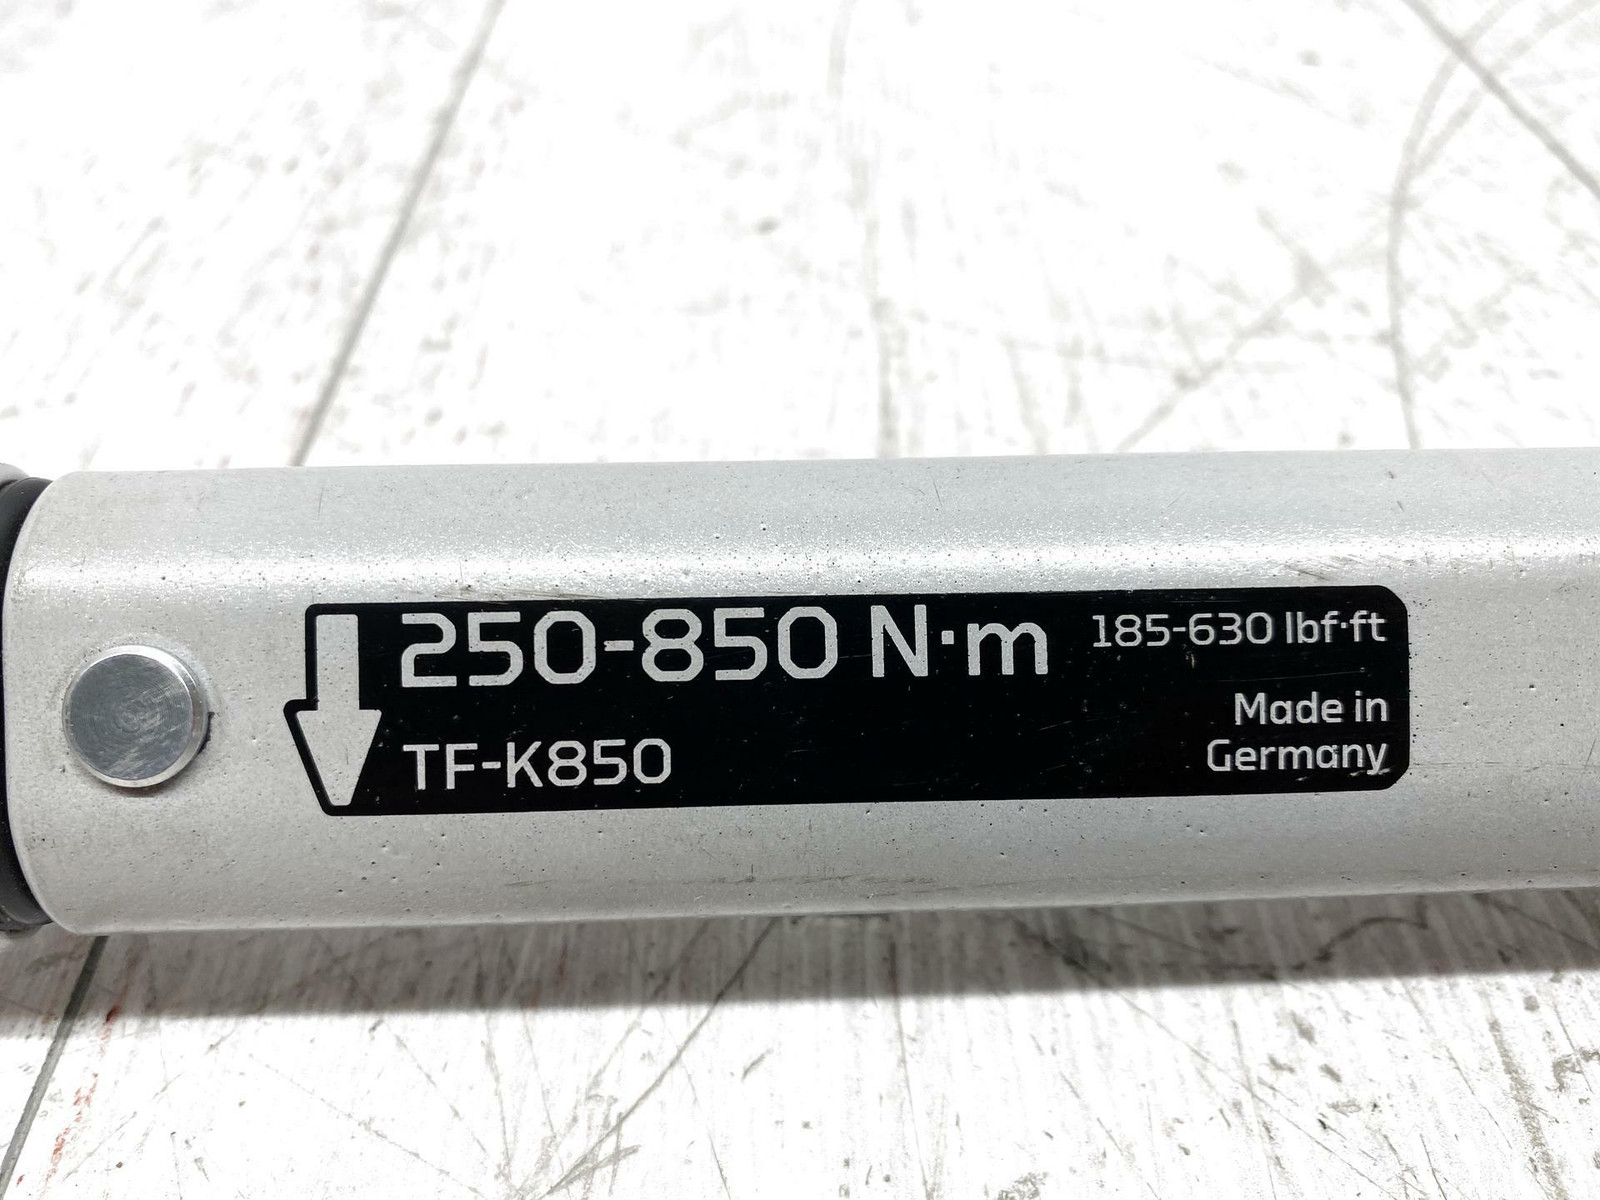 250-850 N·m 185-630 lbf·ft
TF-K850
Made in
Germany